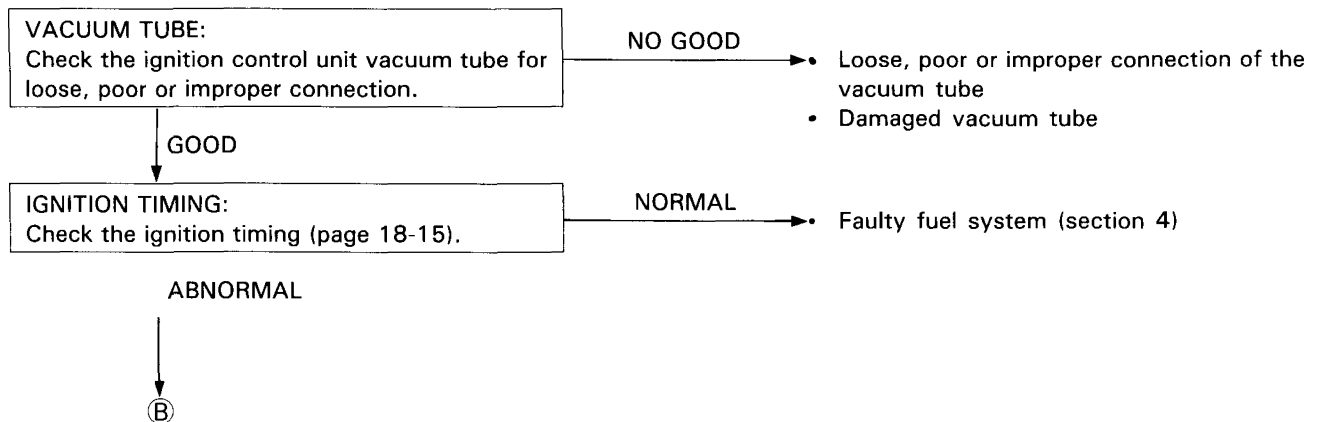 VACUUM TUBE:
Check the ignition control unit vacuum tube for
loose, poor or improper connection.
NO GOOD
• Loose, poor or improper connection of the
vacuum tube
• Damaged vacuum tube
GOOD
IGNITION TIMING:
Check the ignition timing (page 18-15).
NORMAL
• Faulty fuel system (section 4)
ABNORMAL
Ⓑ